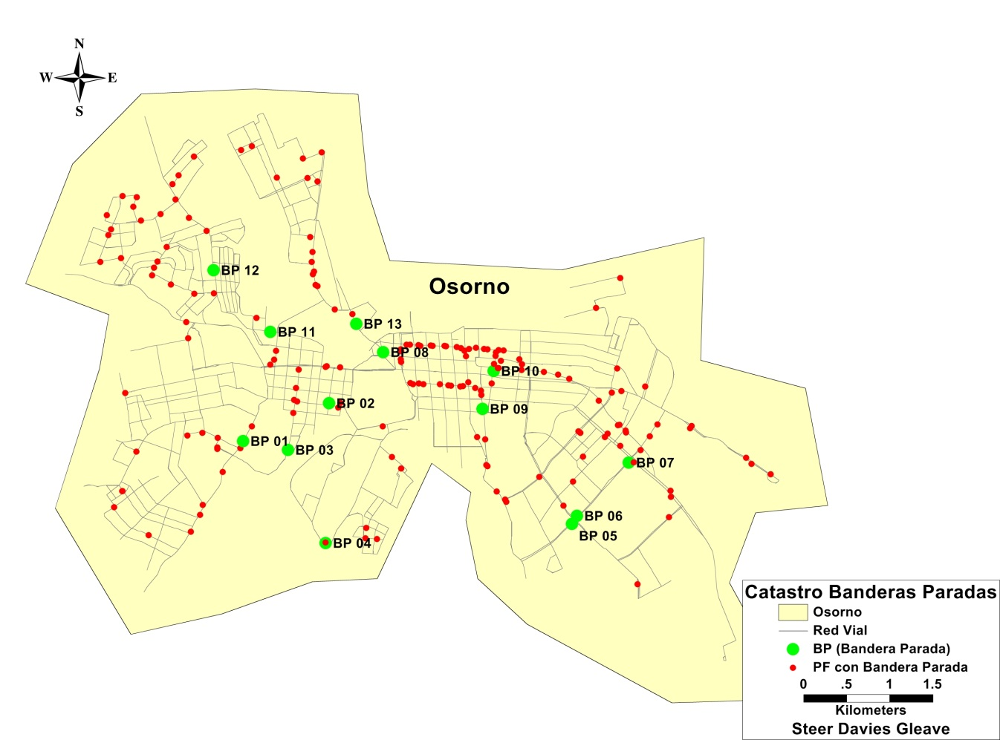 N
W E
S
Osorno
BP 12
BP 13
BP 11
BP 08
BP 10
BP 02
BP 09
BP 01
BP 03
BP 07
BP 06
BP 05
BP 04
Catastro Banderas Paradas
Osorno
Red Vial
BP (Bandera Parada)
PF con Bandera Parada
0 .5 1 1.5
Kilometers
Steer Davies Gleave